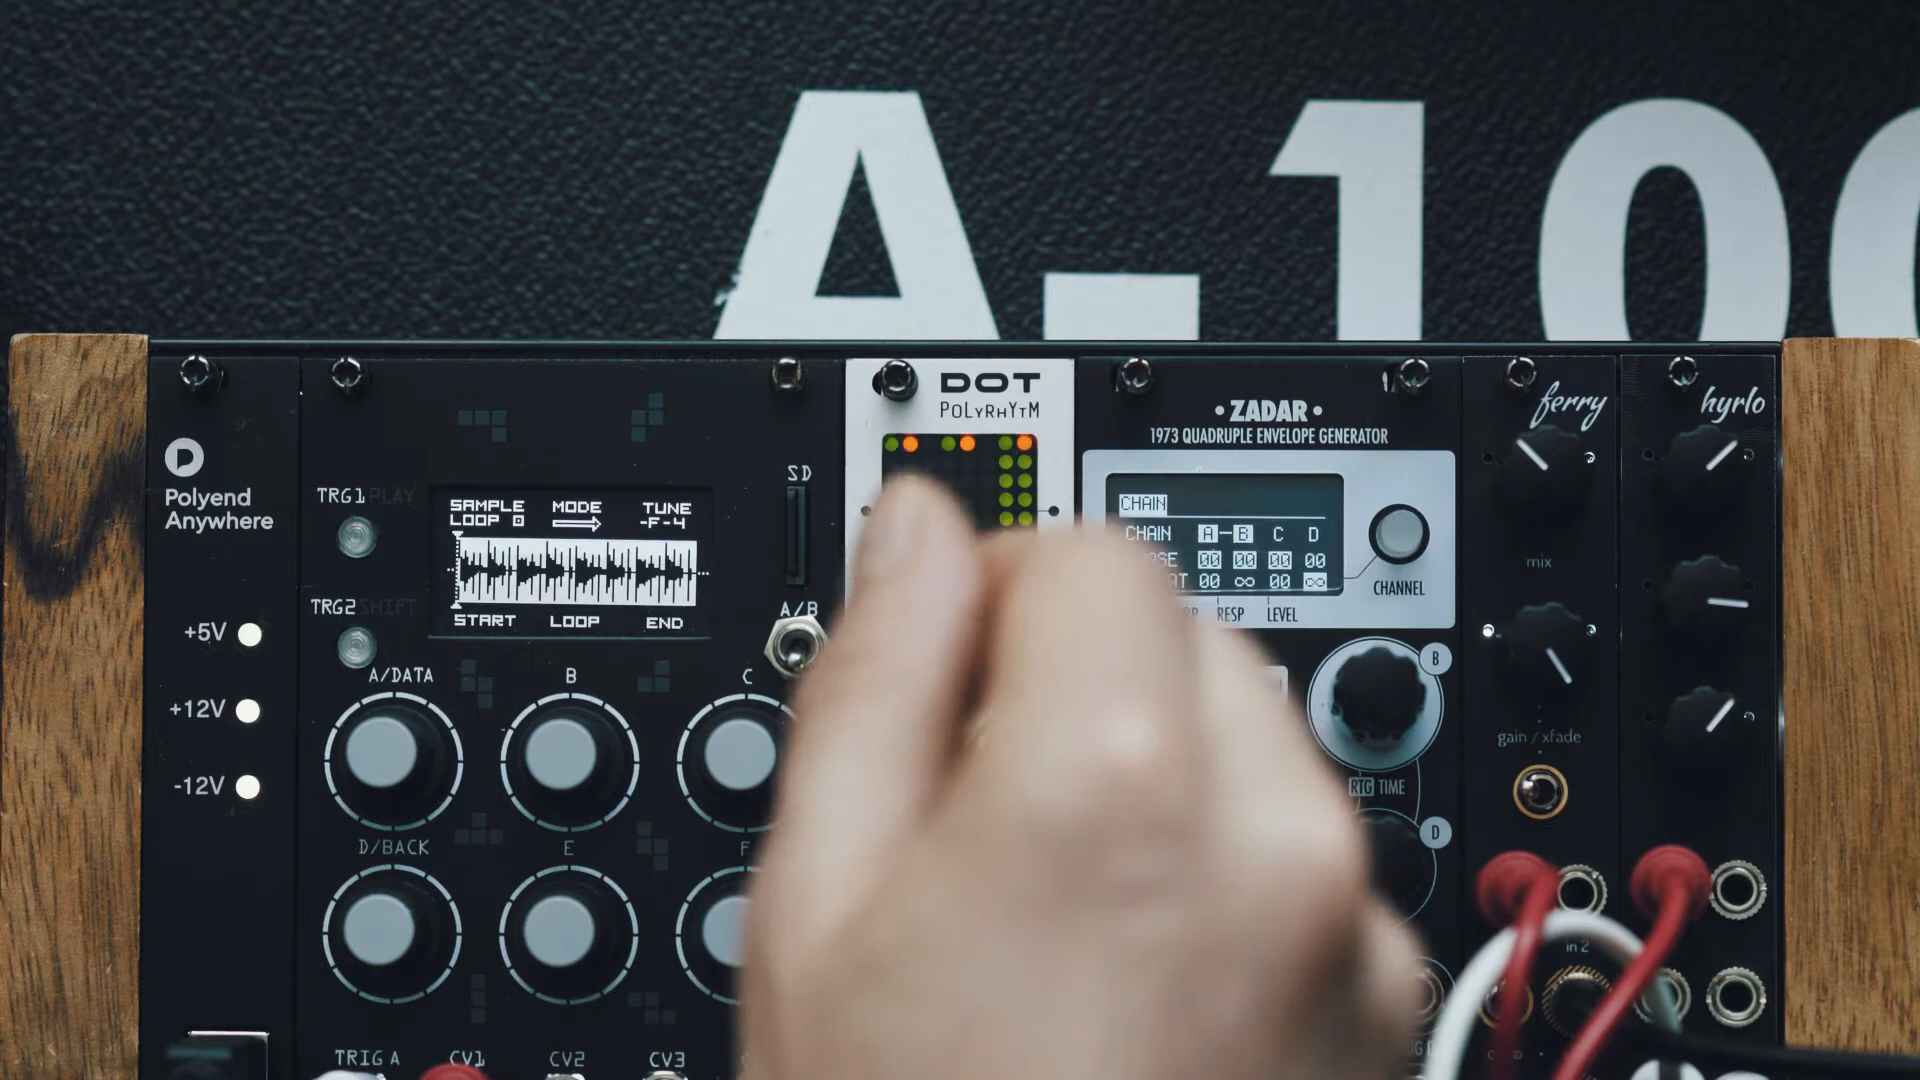 A-100
DOT
POLYRHYTM
ferry
hyrlo
• ZADAR •
1973 QUADRUPLE ENVELOPE GENERATOR
Polyend
Anywhere
TRG1 PLAY
SAMPLE MODE TUNE
LOOP 0 -F-4
SD
CHAIN
CHAIN A-B C D
00 00 00 00
00 ∞ 00 ∞
RESP LEVEL
CHANNEL
mix
TRG2 SHIFT
START LOOP END
A/B
+5V
+12V
-12V
A/DATA B C
B
gain / xfade
RTG TIME
D/BACK E F
D
in 2
TRIG A CV1 CV2 CV3